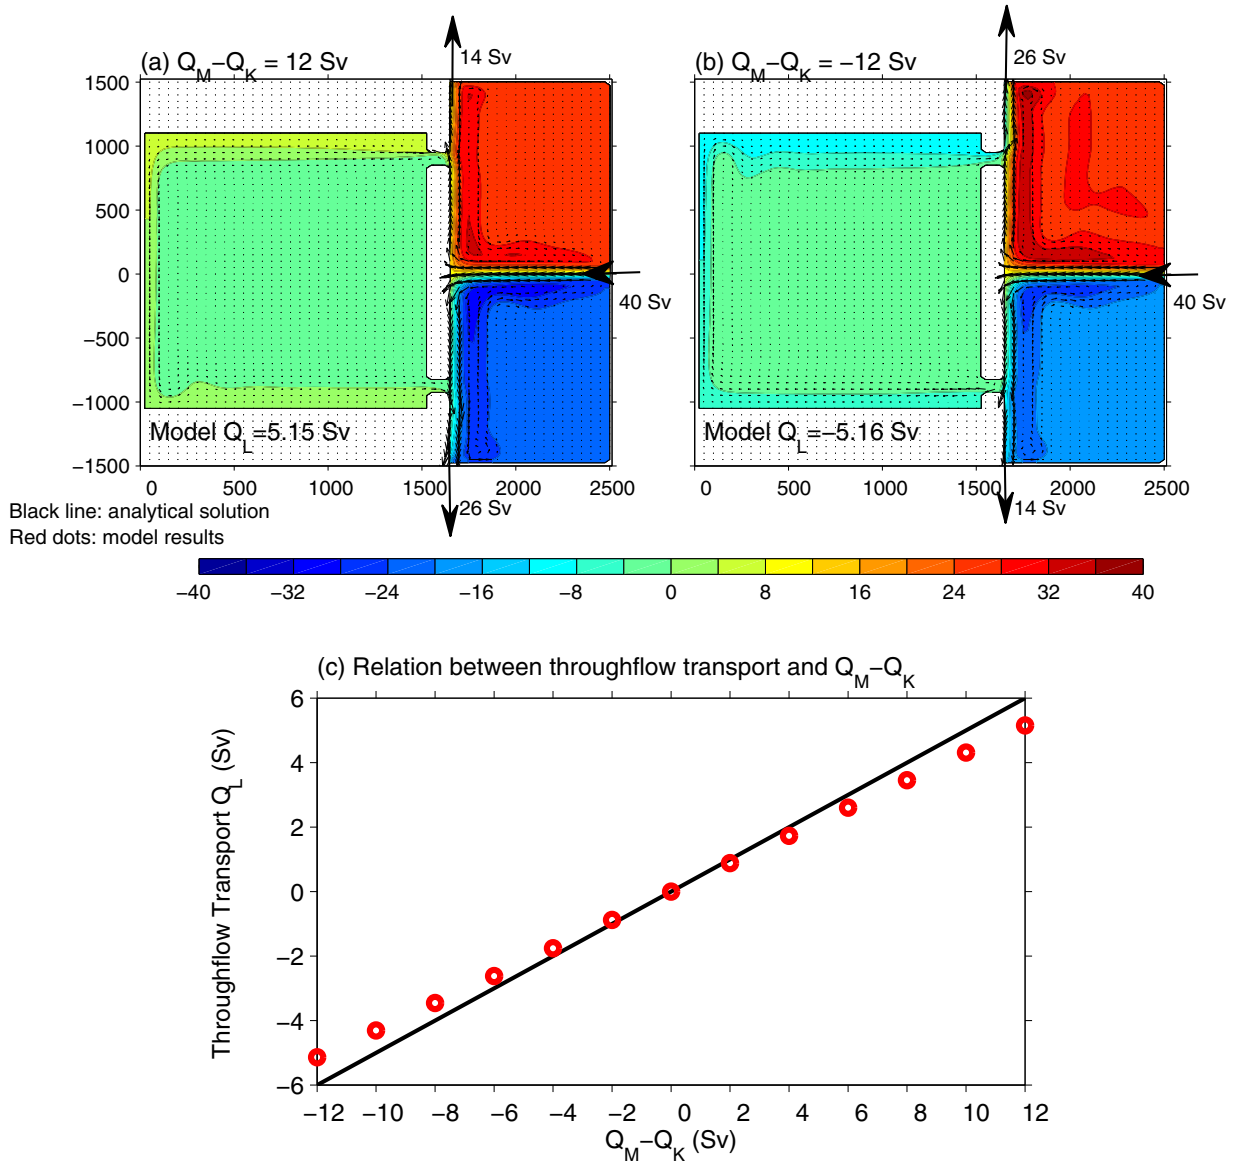 (a) Q_M−Q_K = 12 Sv
14 Sv
(b) Q_M−Q_K = −12 Sv
26 Sv
1500
1000
500
0
−500
−1000
−1500
40 Sv
40 Sv
Model Q_L=5.15 Sv
Model Q_L=−5.16 Sv
0 500 1000 1500 2000 2500
0 500 1000 1500 2000 2500
26 Sv
14 Sv
Black line: analytical solution
Red dots: model results
−40 −32 −24 −16 −8 0 8 16 24 32 40
(c) Relation between throughflow transport and Q_M−Q_K
Throughflow Transport Q_L (Sv)
6
4
2
0
−2
−4
−6
−12 −10 −8 −6 −4 −2 0 2 4 6 8 10 12
Q_M−Q_K (Sv)